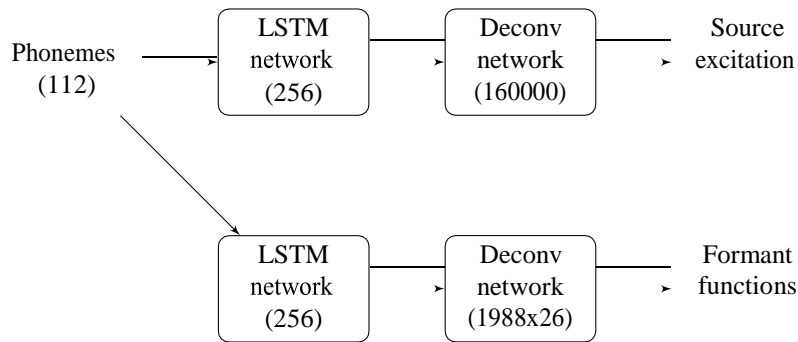 Phonemes
(112)
LSTM
network
(256)
Deconv
network
(160000)
Source
excitation
LSTM
network
(256)
Deconv
network
(1988x26)
Formant
functions